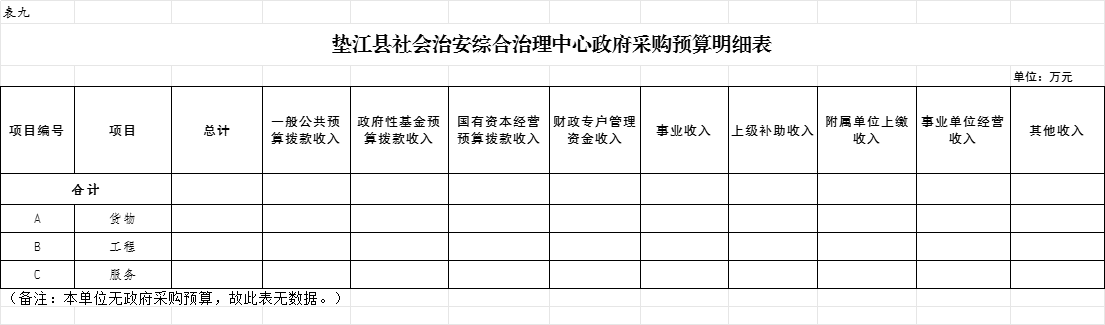 表九
垫江县社会治安综合治理中心政府采购预算明细表
单位：万元
项目编号 项目 总计 一般公共预算拨款收入 政府性基金预算拨款收入 国有资本经营预算拨款收入 财政专户管理资金收入 事业收入 上级补助收入 附属单位上缴收入 事业单位经营收入 其他收入
合计
A 货物
B 工程
C 服务
（备注：本单位无政府采购预算，故此表无数据。）